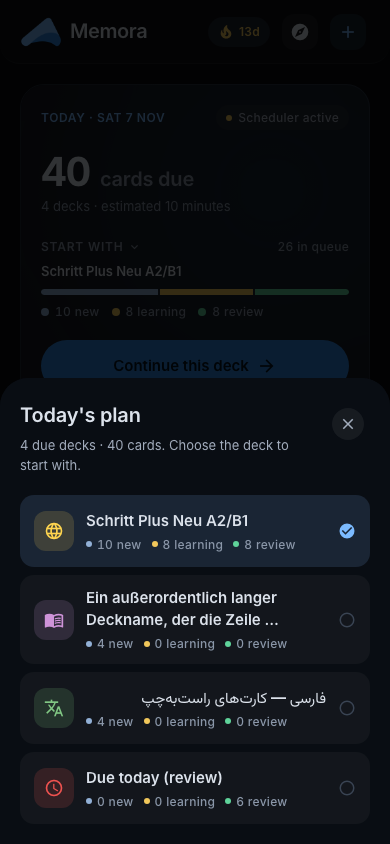 Memora
13d
TODAY · SAT 7 NOV
Scheduler active
40 cards due
4 decks · estimated 10 minutes
START WITH
26 in queue
Schritt Plus Neu A2/B1
10 new 8 learning 8 review
Continue this deck →
Today's plan
4 due decks · 40 cards. Choose the deck to
start with.
Schritt Plus Neu A2/B1
10 new 8 learning 8 review
Ein außerordentlich langer
Deckname, der die Zeile ...
4 new 0 learning 0 review
فارسی — کارت‌های راست‌به‌چپ
4 new 0 learning 0 review
Due today (review)
0 new 0 learning 6 review